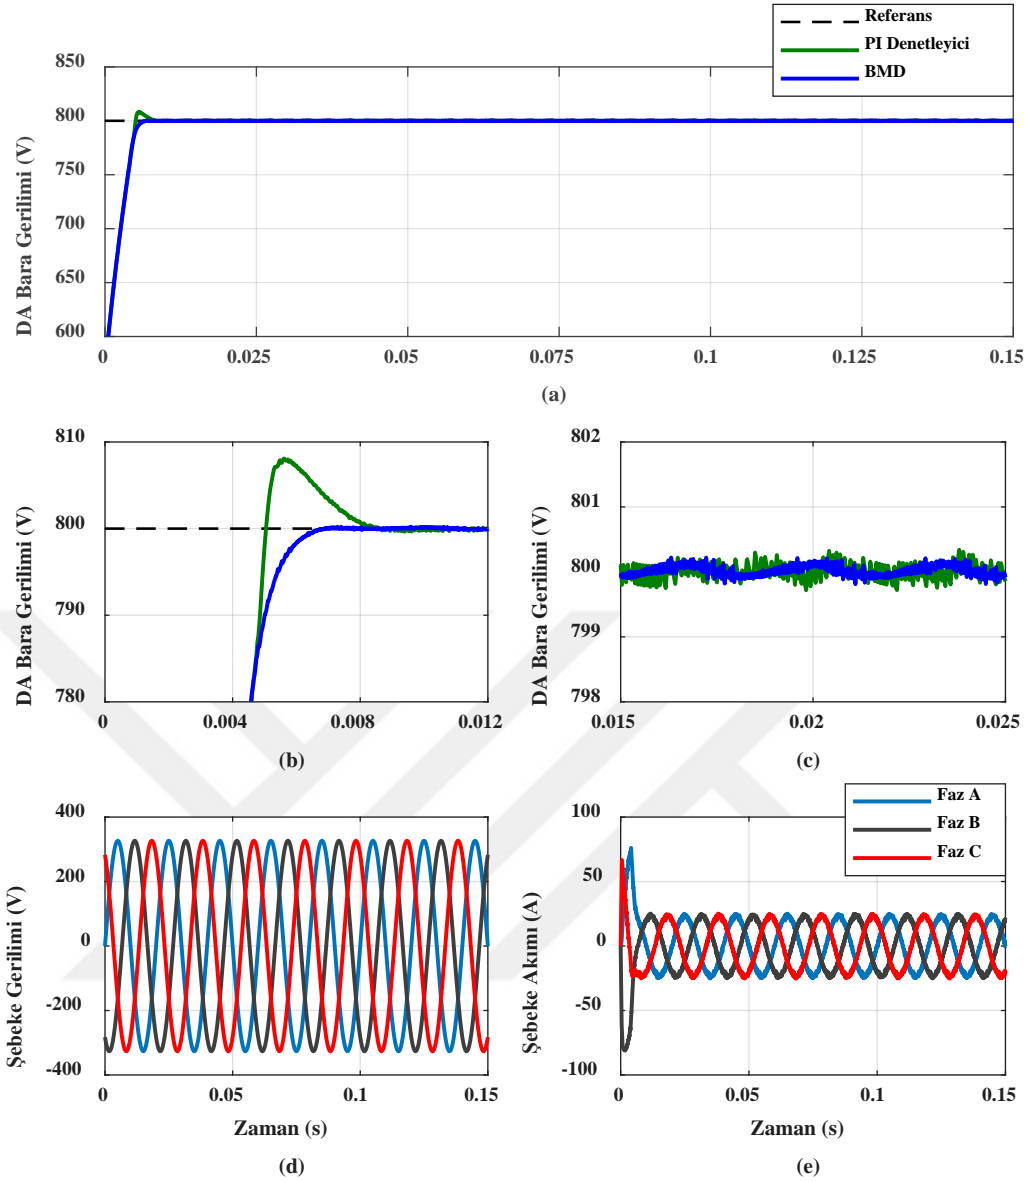 Referans
PI Denetleyici
BMD
850
800
750
700
650
600
DA Bara Gerilimi (V)
0 0.025 0.05 0.075 0.1 0.125 0.15
(a)
810
800
790
780
DA Bara Gerilimi (V)
0 0.004 0.008 0.012
(b)
802
801
800
799
798
DA Bara Gerilimi (V)
0.015 0.02 0.025
(c)
400
200
0
-200
-400
Şebeke Gerilimi (V)
0 0.05 0.1 0.15
Zaman (s)
(d)
Faz A
Faz B
Faz C
100
50
0
-50
-100
Şebeke Akımı (A)
0 0.05 0.1 0.15
Zaman (s)
(e)